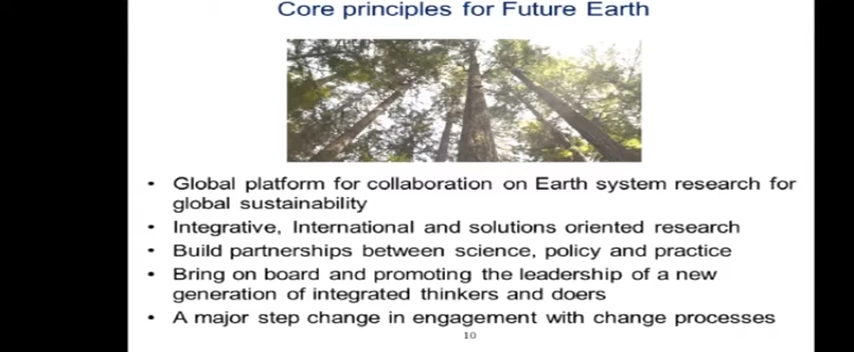 Core principles for Future Earth
• Global platform for collaboration on Earth system research for
global sustainability
• Integrative, International and solutions oriented research
• Build partnerships between science, policy and practice
• Bring on board and promoting the leadership of a new
generation of integrated thinkers and doers
• A major step change in engagement with change processes
10